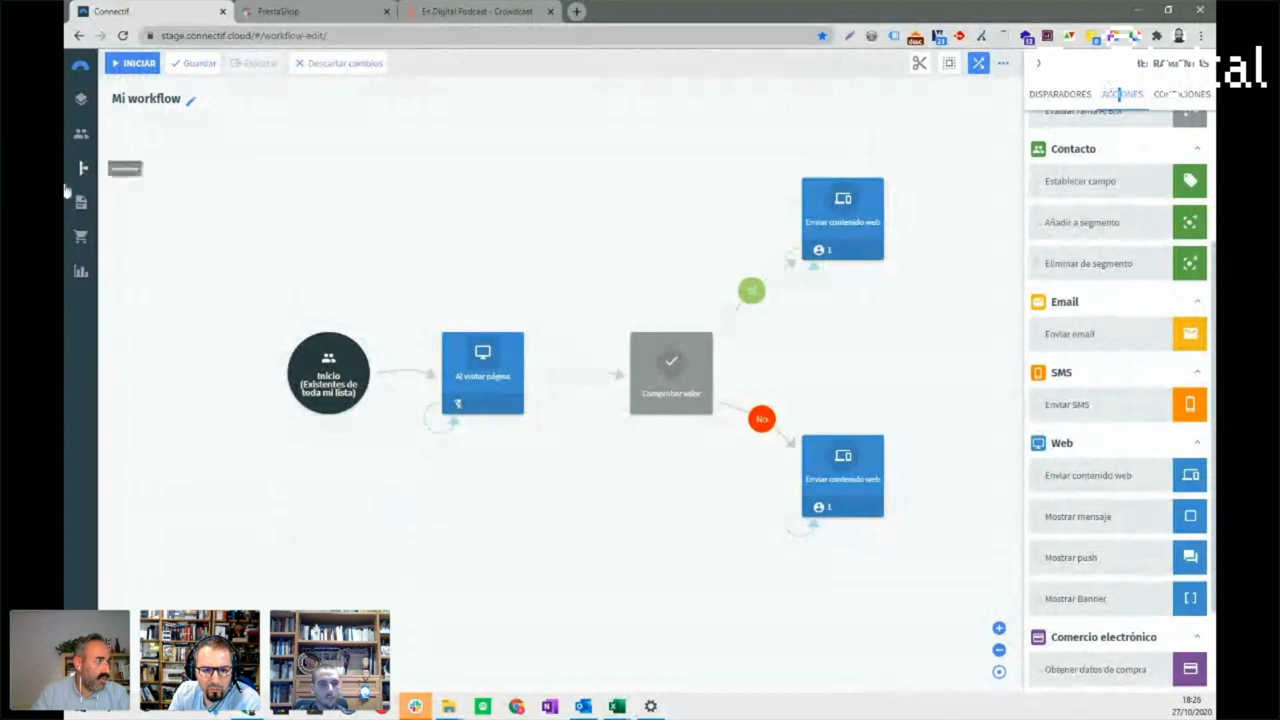 Connectif.
PrestaShop
En.Digital Podcast - Crowdcast
stage.connectif.cloud/#/workflow-edit/
INICIAR
Guardar
Exportar
Descartar cambios
tal
Mi workflow
DISPARADORES
ACCIONES
Contacto
Establecer campo
Añadir a segmento
Eliminar de segmento
Email
Enviar email
SMS
Enviar SMS
Web
Enviar contenido web
Mostrar mensaje
Mostrar push
Mostrar Banner
Comercio electrónico
Obtener datos de compra
Enviar contenido web
1
Sí
Inicio
(Existentes de
toda mi lista)
Al visitar página
Comprobar valor
No
Enviar contenido web
1
18:26
27/10/2020